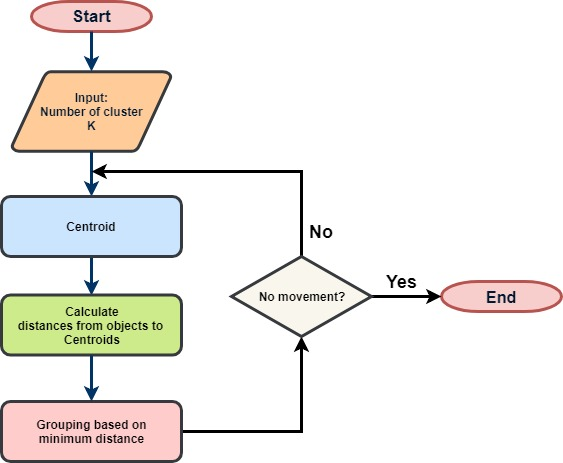 Start
Input:
Number of cluster
K
Centroid
Calculate
distances from objects to
Centroids
Grouping based on
minimum distance
No movement?
No
Yes
End